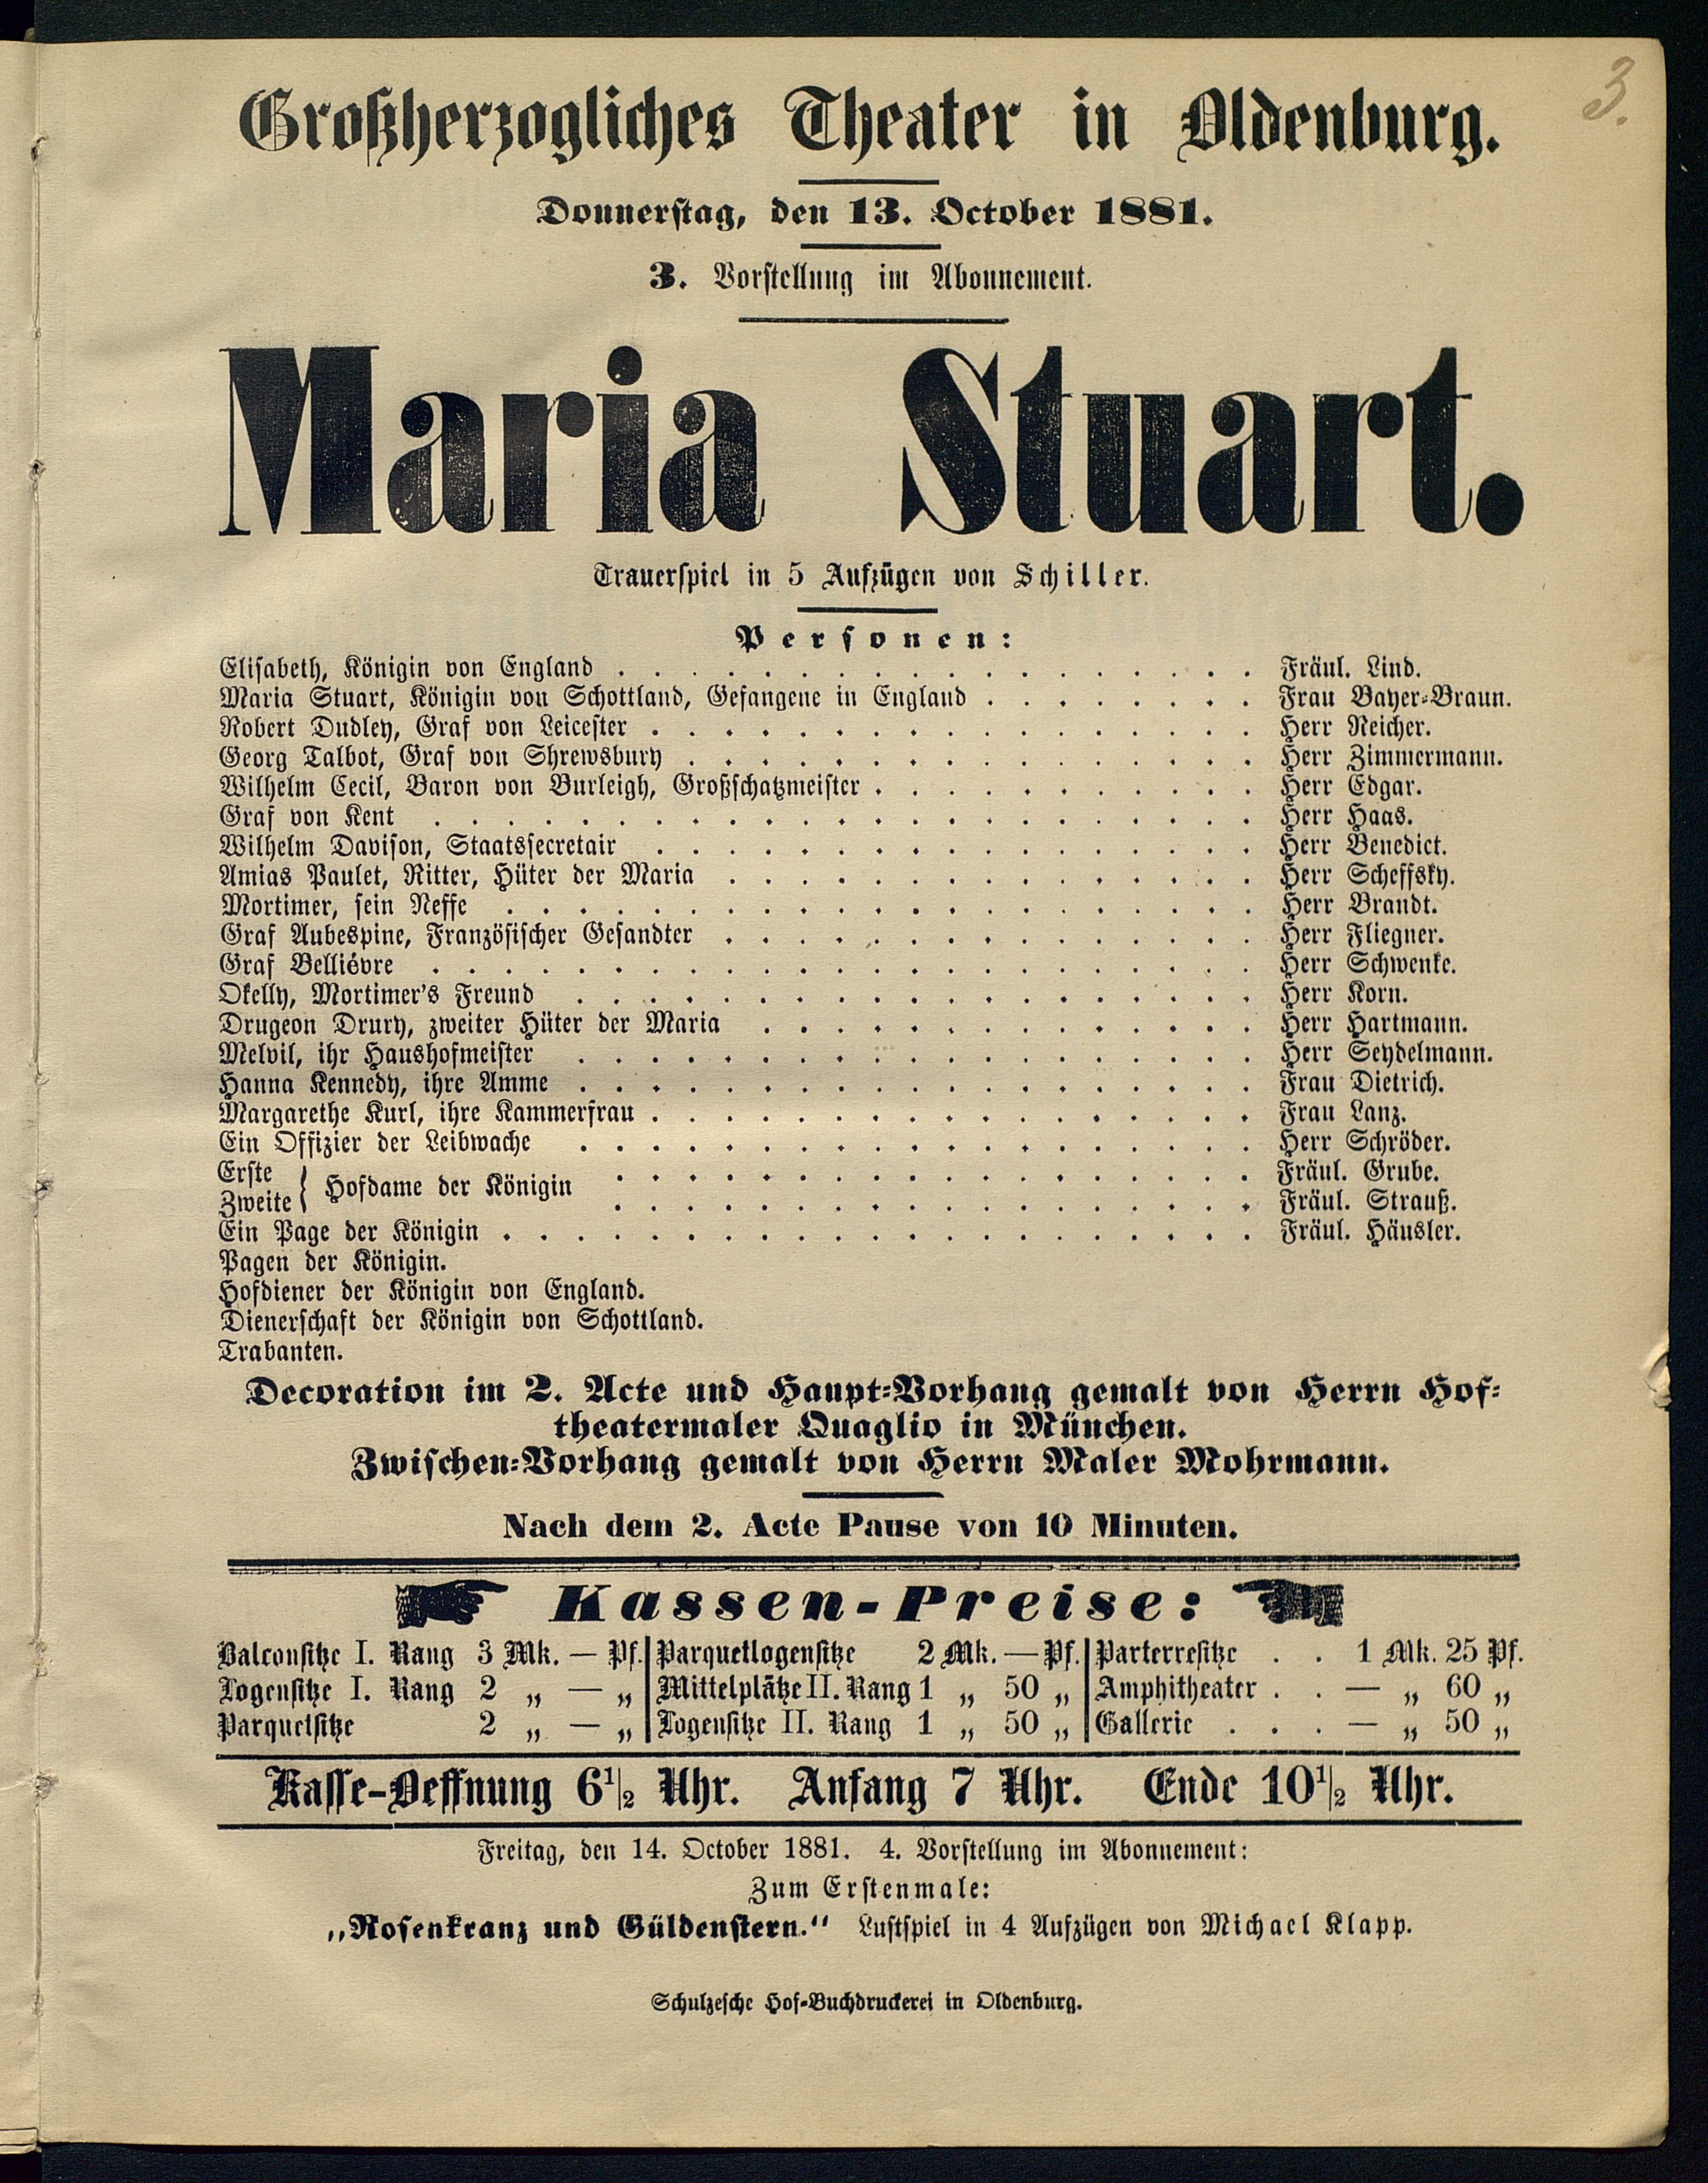 3.
Großherzogliches Theater in Oldenburg.
Donnerstag, den 13. October 1881.
3. Vorstellung im Abonnement.
Maria Stuart.
Trauerspiel in 5 Aufzügen von Schiller.
Personen:
Elisabeth, Königin von England . . . . . . . . . . . . . . . . . . Fräul. Lind.
Maria Stuart, Königin von Schottland, Gefangene in England . . . . . . . . Frau Bayer-Braun.
Robert Dudley, Graf von Leicester . . . . . . . . . . . . . . . . . Herr Reicher.
Georg Talbot, Graf von Shrewsbury . . . . . . . . . . . . . . . . Herr Zimmermann.
Wilhelm Cecil, Baron von Burleigh, Großschatzmeister . . . . . . . . . . . Herr Edgar.
Graf von Kent . . . . . . . . . . . . . . . . . . . . . . . Herr Haas.
Wilhelm Davison, Staatssecretair . . . . . . . . . . . . . . . . . Herr Benedict.
Amias Paulet, Ritter, Hüter der Maria . . . . . . . . . . . . . . . Herr Scheffsky.
Mortimer, sein Neffe . . . . . . . . . . . . . . . . . . . . . Herr Brandt.
Graf Aubespine, Französischer Gesandter . . . . . . . . . . . . . . . Herr Fliegner.
Graf Belliévre . . . . . . . . . . . . . . . . . . . . . . . Herr Schwenke.
Okelly, Mortimer's Freund . . . . . . . . . . . . . . . . . . . Herr Korn.
Drugeon Drury, zweiter Hüter der Maria . . . . . . . . . . . . . . Herr Hartmann.
Melvil, ihr Haushofmeister . . . . . . . . . . . . . . . . . . . Herr Seydelmann.
Hanna Kennedy, ihre Amme . . . . . . . . . . . . . . . . . . . Frau Dietrich.
Margarethe Kurl, ihre Kammerfrau . . . . . . . . . . . . . . . . . Frau Lanz.
Ein Offizier der Leibwache . . . . . . . . . . . . . . . . . . . Herr Schröder.
Erste } Hofdame der Königin . . . . . . . . . . . . . . . . . . Fräul. Grube.
Zweite } . . . . . . . . . . . . . . . . . . Fräul. Strauß.
Ein Page der Königin . . . . . . . . . . . . . . . . . . . . . Fräul. Häusler.
Pagen der Königin.
Hofdiener der Königin von England.
Dienerschaft der Königin von Schottland.
Trabanten.
Decoration im 2. Acte und Haupt-Vorhang gemalt von Herrn Hof-
theatermaler Quaglio in München.
Zwischen-Vorhang gemalt von Herrn Maler Mohrmann.
Nach dem 2. Acte Pause von 10 Minuten.
Kassen-Preise:
Balconsitze I. Rang 3 Mk. — Pf. | Parquetlogensitze 2 Mk. — Pf. | Parterresitze . . 1 Mk. 25 Pf.
Logensitze I. Rang 2 „ — „ | Mittelplätze II. Rang 1 „ 50 „ | Amphitheater . . — „ 60 „
Parquetsitze 2 „ — „ | Logensitze II. Rang 1 „ 50 „ | Gallerie . . . — „ 50 „
Kasse-Oeffnung 6½ Uhr. Anfang 7 Uhr. Ende 10½ Uhr.
Freitag, den 14. October 1881. 4. Vorstellung im Abonnement:
Zum Erstenmale:
„Rosenkranz und Güldenstern.“ Lustspiel in 4 Aufzügen von Michael Klapp.
Schulzesche Hof-Buchdruckerei in Oldenburg.